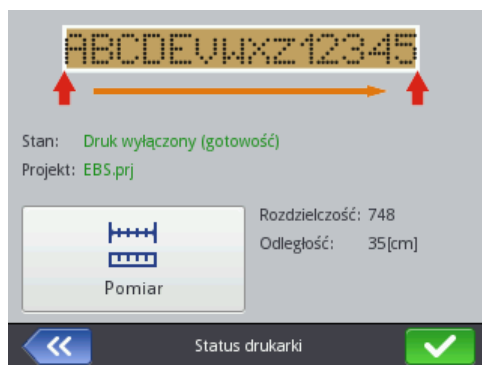 ABCDEVWXZ12345
Stan: Druk wyłączony (gotowość)
Projekt: EBS.prj
Pomiar
Rozdzielczość: 748
Odległość: 35[cm]
Status drukarki